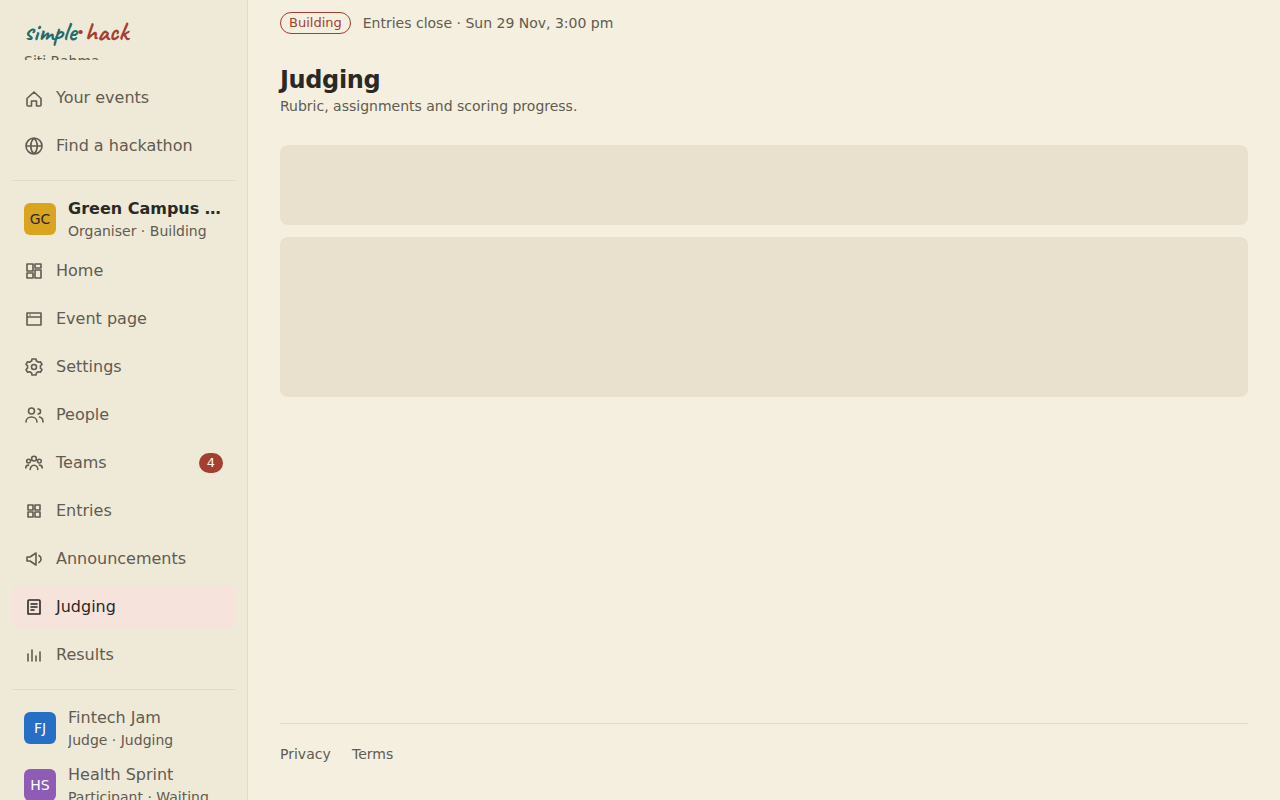 simple·hack
Siti Rahma
Your events
Find a hackathon
GC
Green Campus …
Organiser · Building
Home
Event page
Settings
People
Teams
4
Entries
Announcements
Judging
Results
FJ
Fintech Jam
Judge · Judging
HS
Health Sprint
Participant · Waiting
Building
Entries close · Sun 29 Nov, 3:00 pm
Judging
Rubric, assignments and scoring progress.
Privacy
Terms